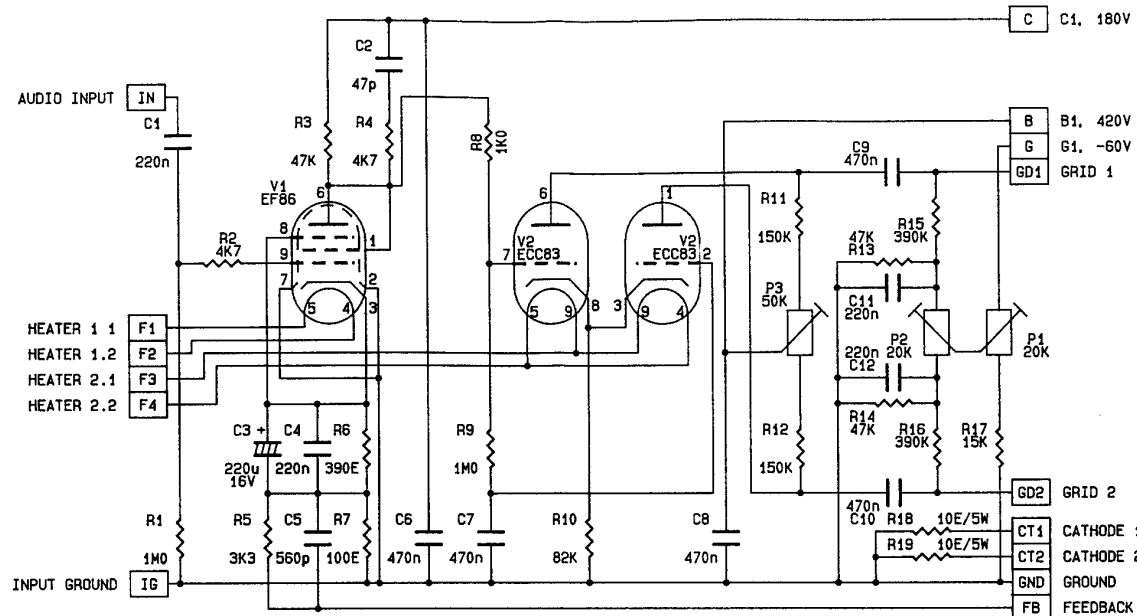 C C1, 180V
C2
47p
AUDIO INPUT IN
C1
220n
R3
47K
R4
4K7
R8
1K0
B B1, 420V
G G1, -60V
GD1 GRID 1
C9
470n
V1
EF86
6
8
9
7
1
2
3
5
4
R2
4K7
6
1
V2
ECC83
7
V2
ECC83
2
8
3
5
9
9
4
R11
150K
R15
390K
47K
R13
C11
220n
P3
50K
P2
20K
P1
20K
220n
C12
R14
47K
HEATER 1 1 F1
HEATER 1.2 F2
HEATER 2.1 F3
HEATER 2.2 F4
C3 +
220u
16V
C4
220n
R6
390E
R9
1M0
R12
150K
R16
390K
R17
15K
470n
C10
GD2 GRID 2
R1
1M0
R5
3K3
C5
560p
R7
100E
C6
470n
C7
470n
R10
82K
C8
470n
R18 10E/5W
R19 10E/5W
CT1 CATHODE 1
CT2 CATHODE 2
INPUT GROUND IG
GND GROUND
FB FEEDBACK